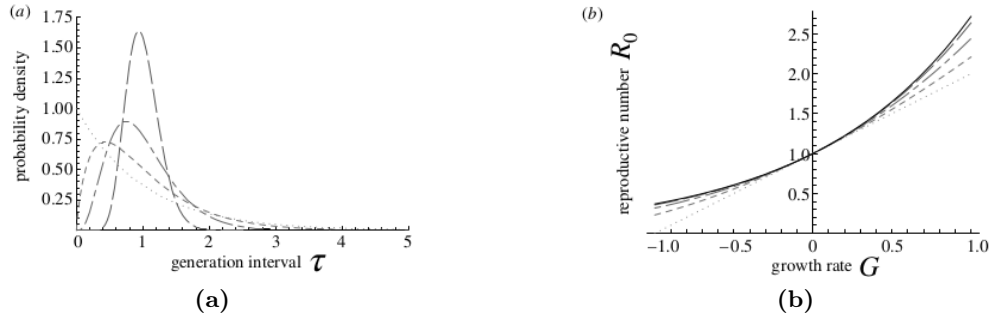 (a)
probability density
1.75
1.50
1.25
1.00
0.75
0.50
0.25
0 1 2 3 4 5
generation interval τ
(a)
(b)
reproductive number R₀
2.5
2.0
1.5
1.0
0.5
−1.0 −0.5 0 0.5 1.0
growth rate G
(b)